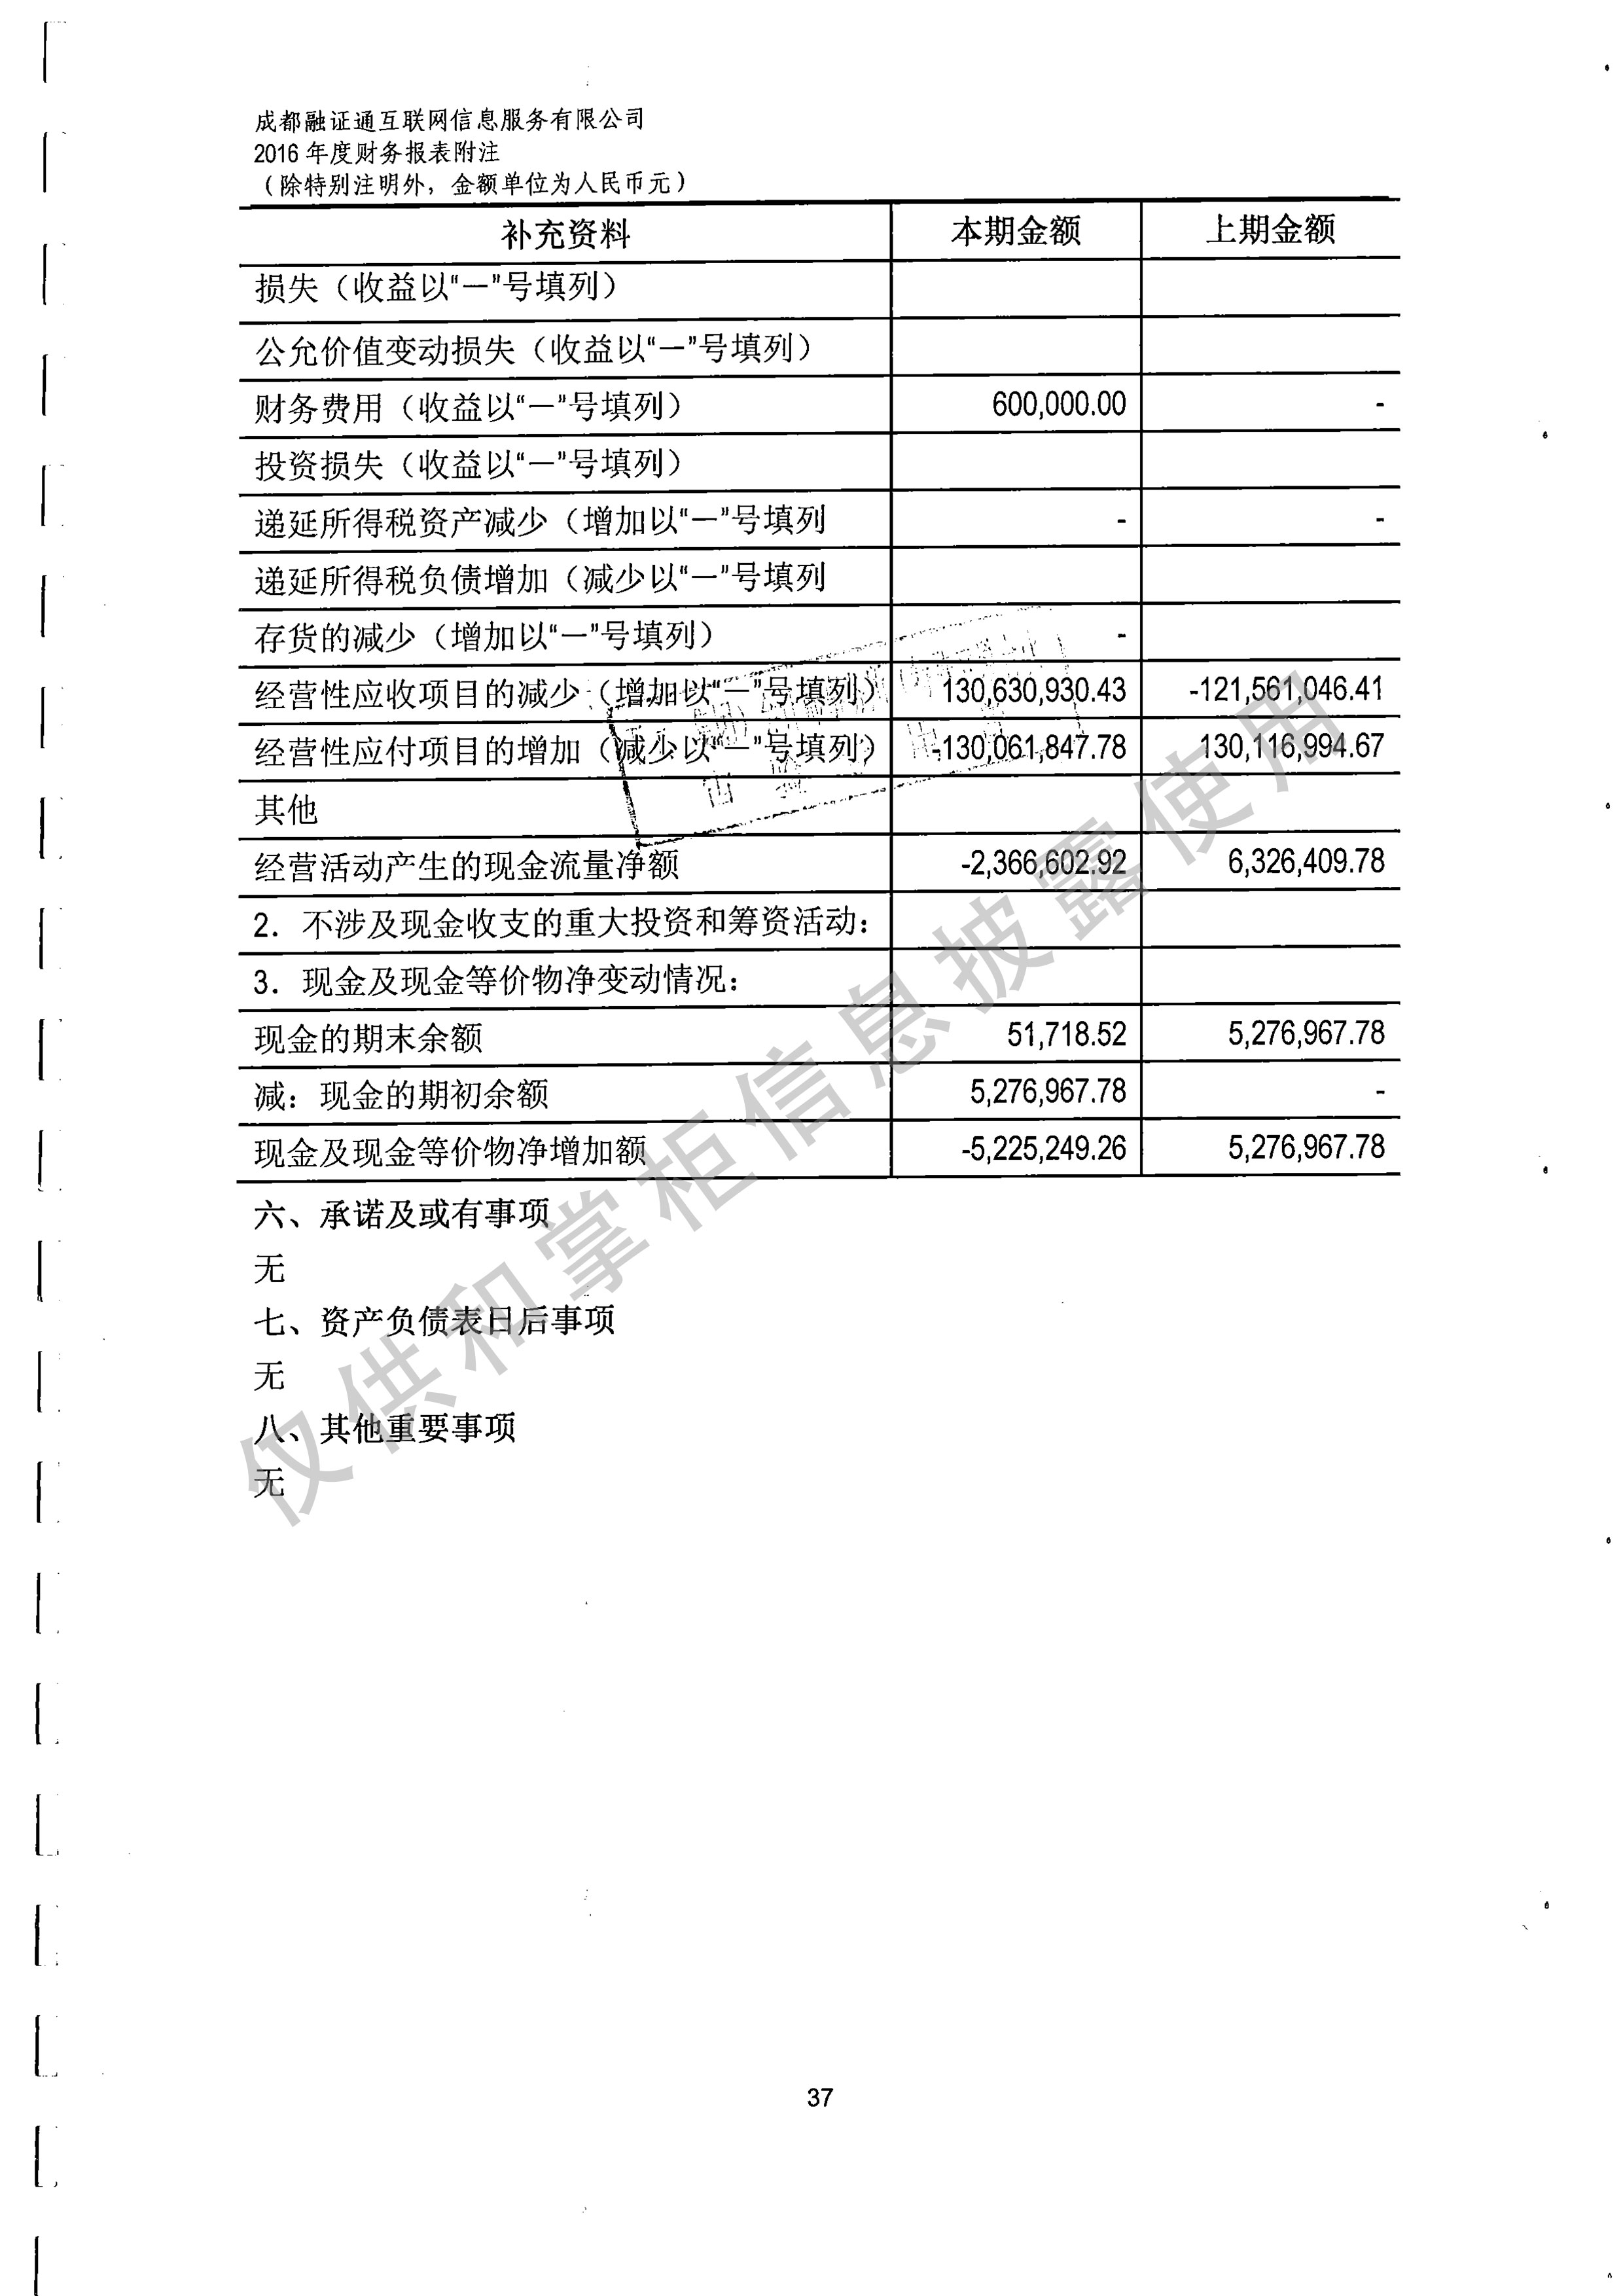 成都融证通互联网信息服务有限公司
2016 年度财务报表附注
（除特别注明外，金额单位为人民币元）
补充资料 本期金额 上期金额
损失（收益以“－”号填列）
公允价值变动损失（收益以“－”号填列）
财务费用（收益以“－”号填列） 600,000.00 -
投资损失（收益以“－”号填列）
递延所得税资产减少（增加以“－”号填列 - -
递延所得税负债增加（减少以“－”号填列
存货的减少（增加以“－”号填列） -
经营性应收项目的减少（增加以“－”号填列） 130,630,930.43 -121,561,046.41
经营性应付项目的增加（减少以“－”号填列） -130,061,847.78 130,116,994.67
其他
经营活动产生的现金流量净额 -2,366,602.92 6,326,409.78
2．不涉及现金收支的重大投资和筹资活动：
3．现金及现金等价物净变动情况：
现金的期末余额 51,718.52 5,276,967.78
减：现金的期初余额 5,276,967.78 -
现金及现金等价物净增加额 -5,225,249.26 5,276,967.78
六、承诺及或有事项
无
七、资产负债表日后事项
无
八、其他重要事项
无
仅供和掌柜信息披露使用
37